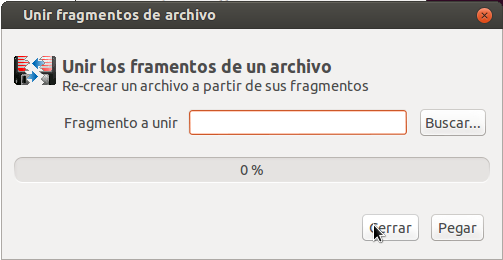 Unir fragmentos de archivo
Unir los framentos de un archivo
Re-crear un archivo a partir de sus fragmentos
Fragmento a unir
Buscar...
0 %
Cerrar
Pegar